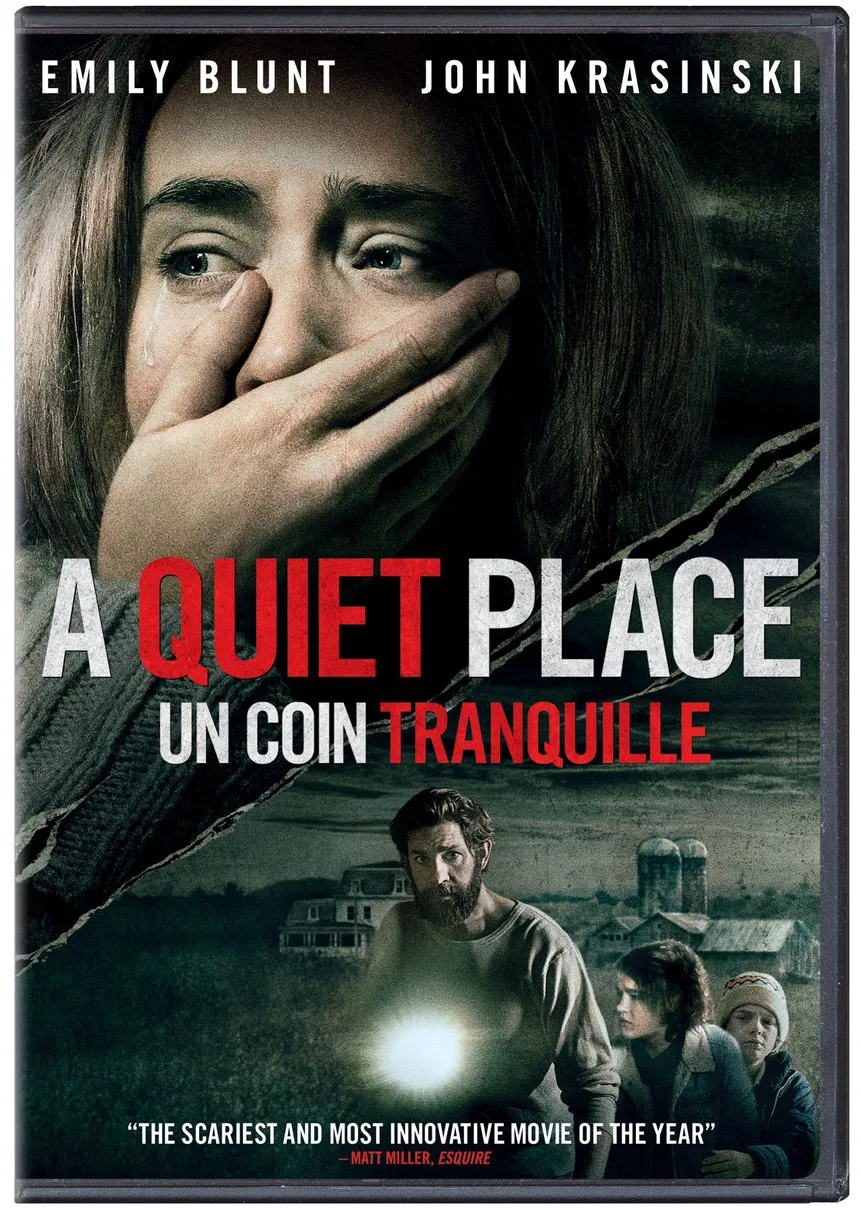 EMILY BLUNT JOHN KRASINSKI
A QUIET PLACE
UN COIN TRANQUILLE
“THE SCARIEST AND MOST INNOVATIVE MOVIE OF THE YEAR”
–MATT MILLER, ESQUIRE